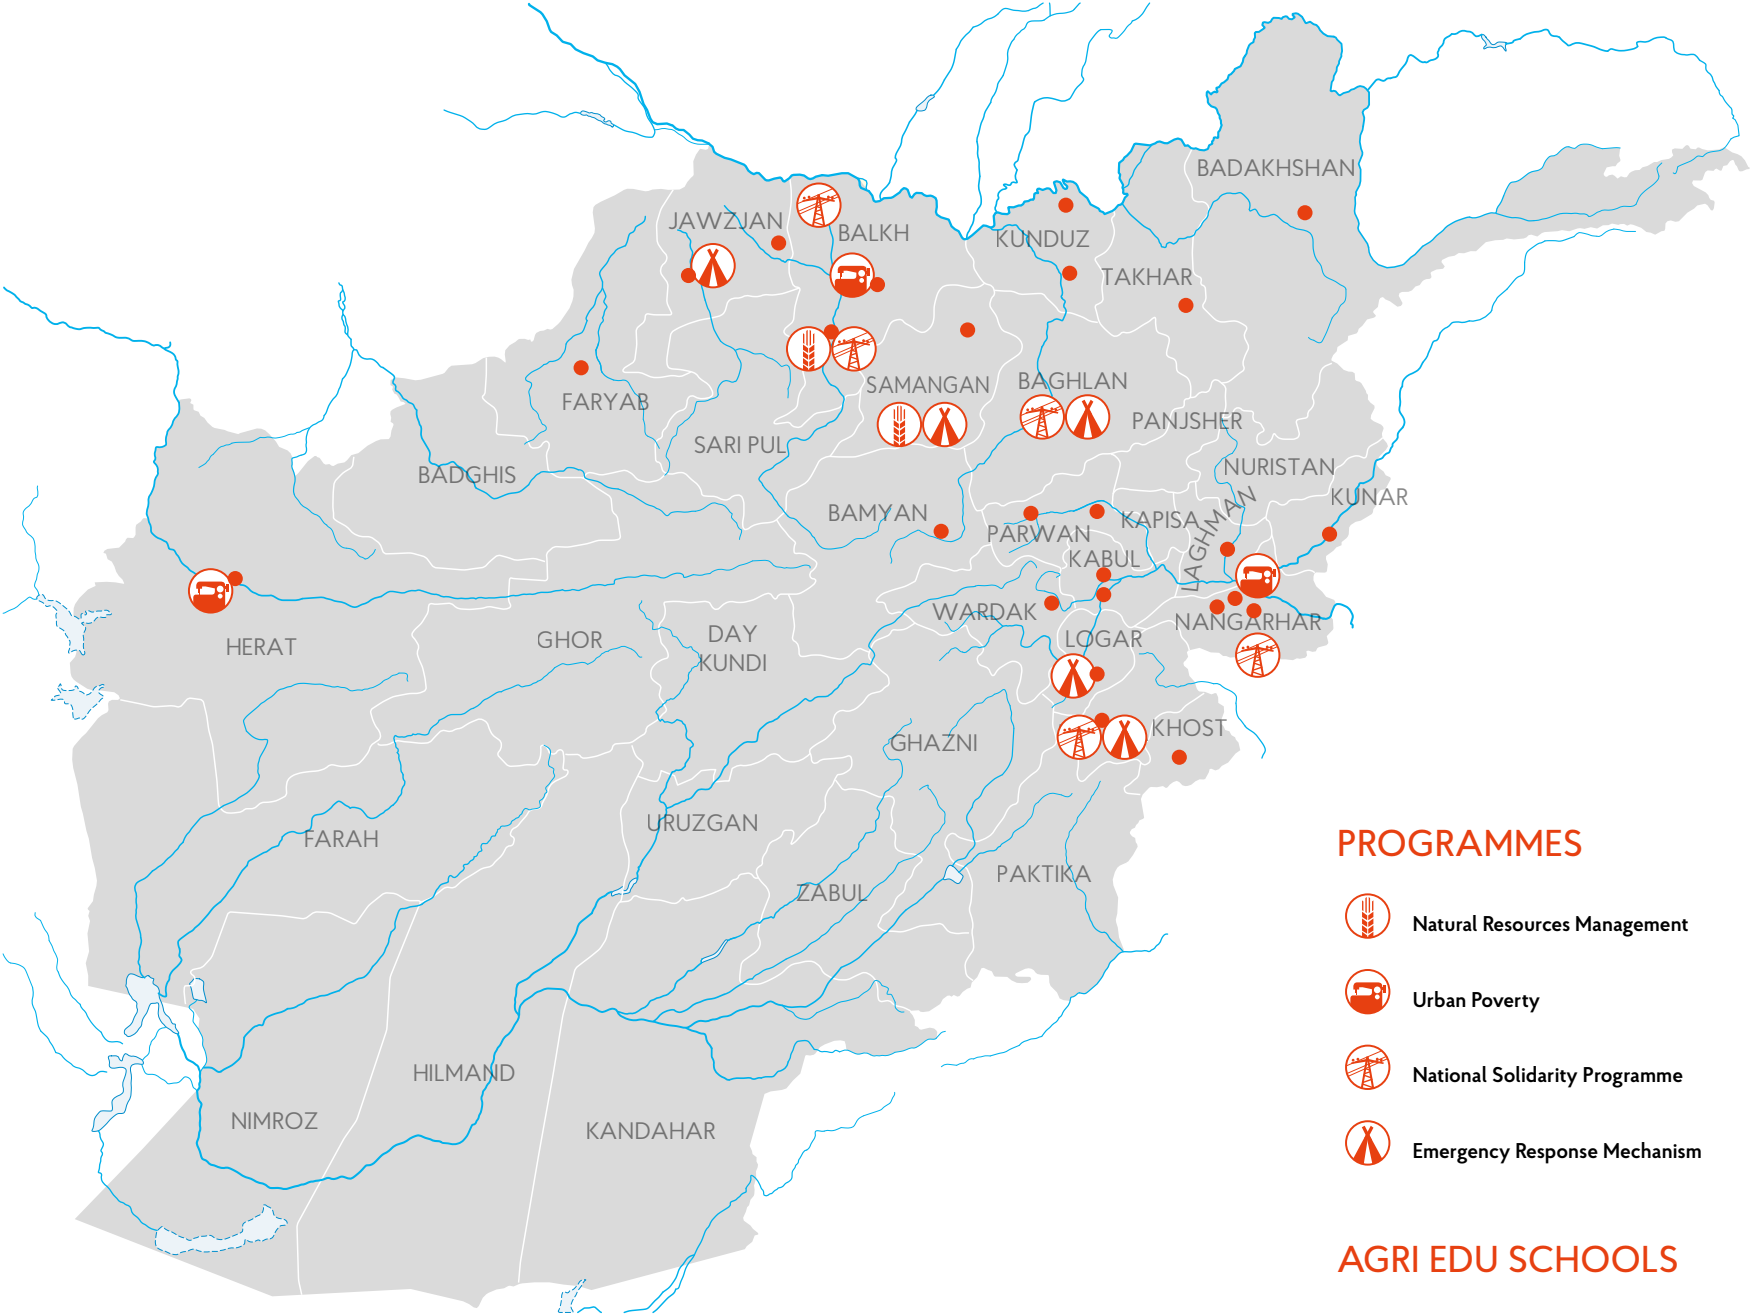 BADAKHSHAN
JAWZJAN
BALKH
KUNDUZ
TAKHAR
SAMANGAN
BAGHLAN
FARYAB
PANJSHER
SARI PUL
BADGHIS
NURISTAN
KUNAR
BAMYAN
PARWAN
KAPISA
LAGHMAN
KABUL
WARDAK
NANGARHAR
HERAT
GHOR
DAY
KUNDI
LOGAR
KHOST
GHAZNI
URUZGAN
FARAH
PAKTIKA
ZABUL
HILMAND
NIMROZ
KANDAHAR
PROGRAMMES
Natural Resources Management
Urban Poverty
National Solidarity Programme
Emergency Response Mechanism
AGRI EDU SCHOOLS